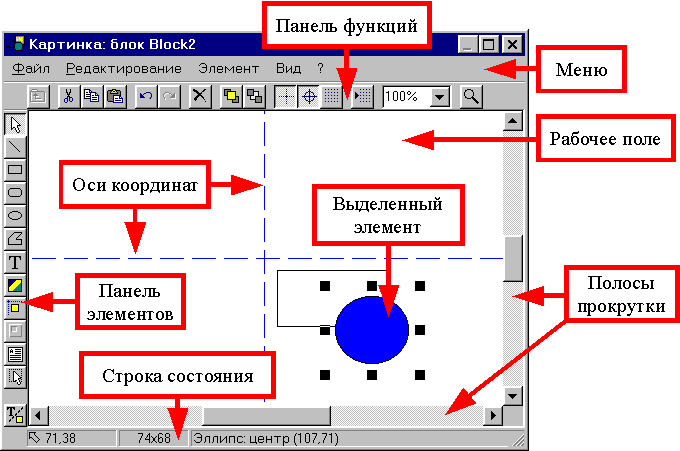 Панель функций
Картинка: блок Block2
Файл Редактирование Элемент Вид ?
Меню
100%
Рабочее поле
Оси координат
Выделенный
элемент
T
Панель
элементов
Полосы
прокрутки
Строка состояния
T/
71,38 74x68 Эллипс: центр (107,71)